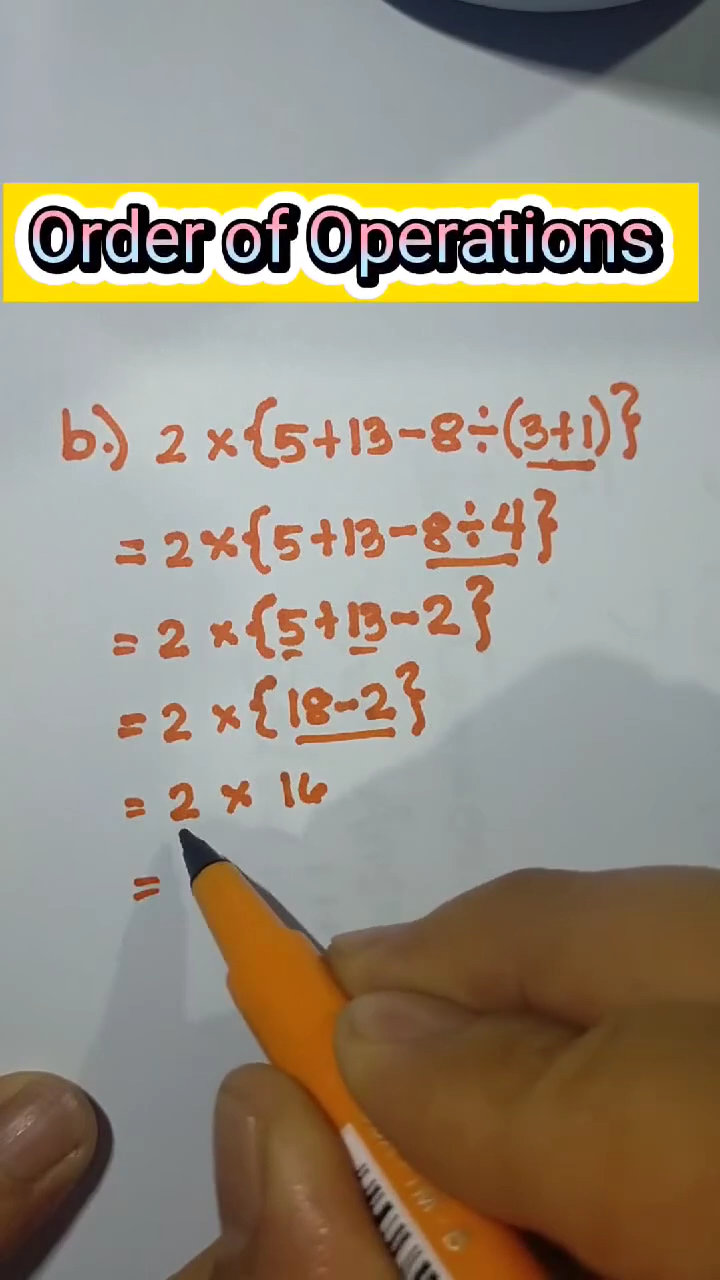 Order of Operations
b.) 2 × {5 + 13 - 8 ÷ (3 + 1)}
= 2 × {5 + 13 - 8 ÷ 4}
= 2 × {5 + 13 - 2}
= 2 × {18 - 2}
= 2 × 16
=